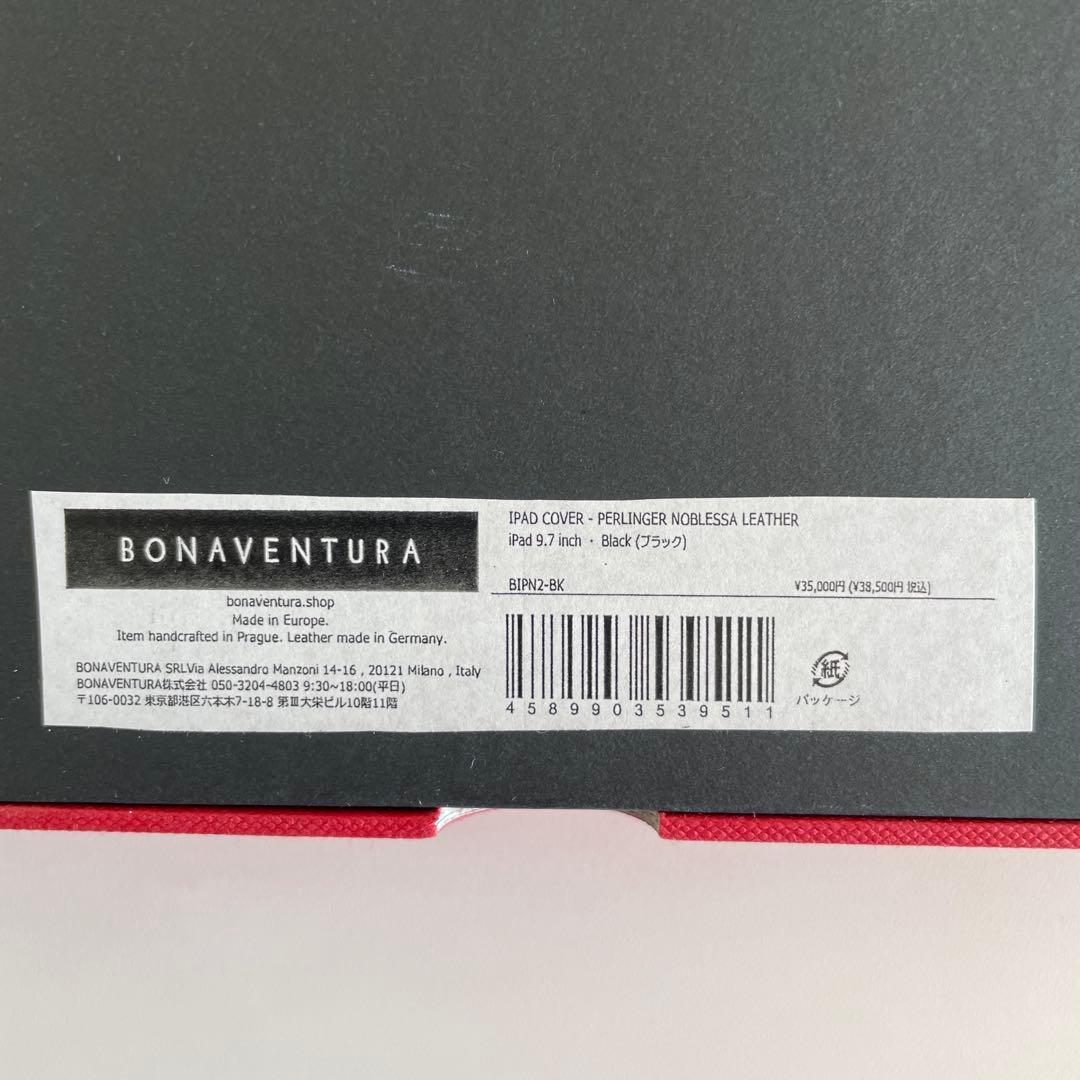 BONAVENTURA
bonaventura.shop
Made in Europe.
Item handcrafted in Prague. Leather made in Germany.
BONAVENTURA SRLVia Alessandro Manzoni 14-16 , 20121 Milano , Italy
BONAVENTURA株式会社 050-3204-4803 9:30~18:00(平日)
〒106-0032 東京都港区六本木7-18-8 第Ⅲ大栄ビル10階11階
IPAD COVER - PERLINGER NOBLESSA LEATHER
iPad 9.7 inch ・ Black (ブラック)
BIPN2-BK ¥35,000円 (¥38,500円 税込)
4589903539511
紙
パッケージ